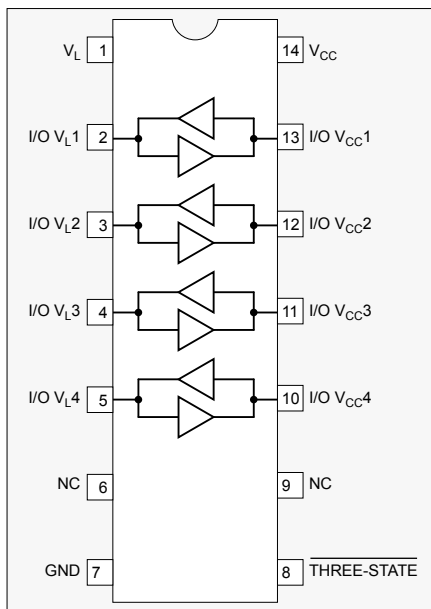 V_L 1 14 V_CC
I/O V_L1 2 13 I/O V_CC1
I/O V_L2 3 12 I/O V_CC2
I/O V_L3 4 11 I/O V_CC3
I/O V_L4 5 10 I/O V_CC4
NC 6 9 NC
GND 7 8 THREE-STATE